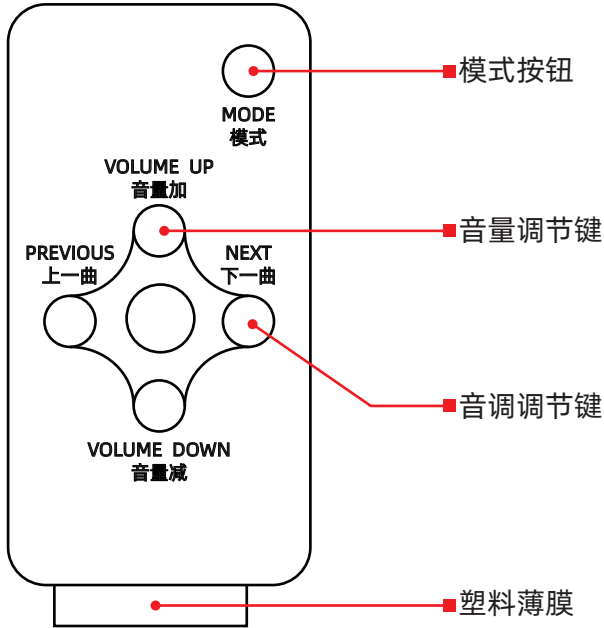 模式按钮
MODE
模式
VOLUME UP
音量加
音量调节键
PREVIOUS
上一曲
NEXT
下一曲
音调调节键
VOLUME DOWN
音量减
塑料薄膜